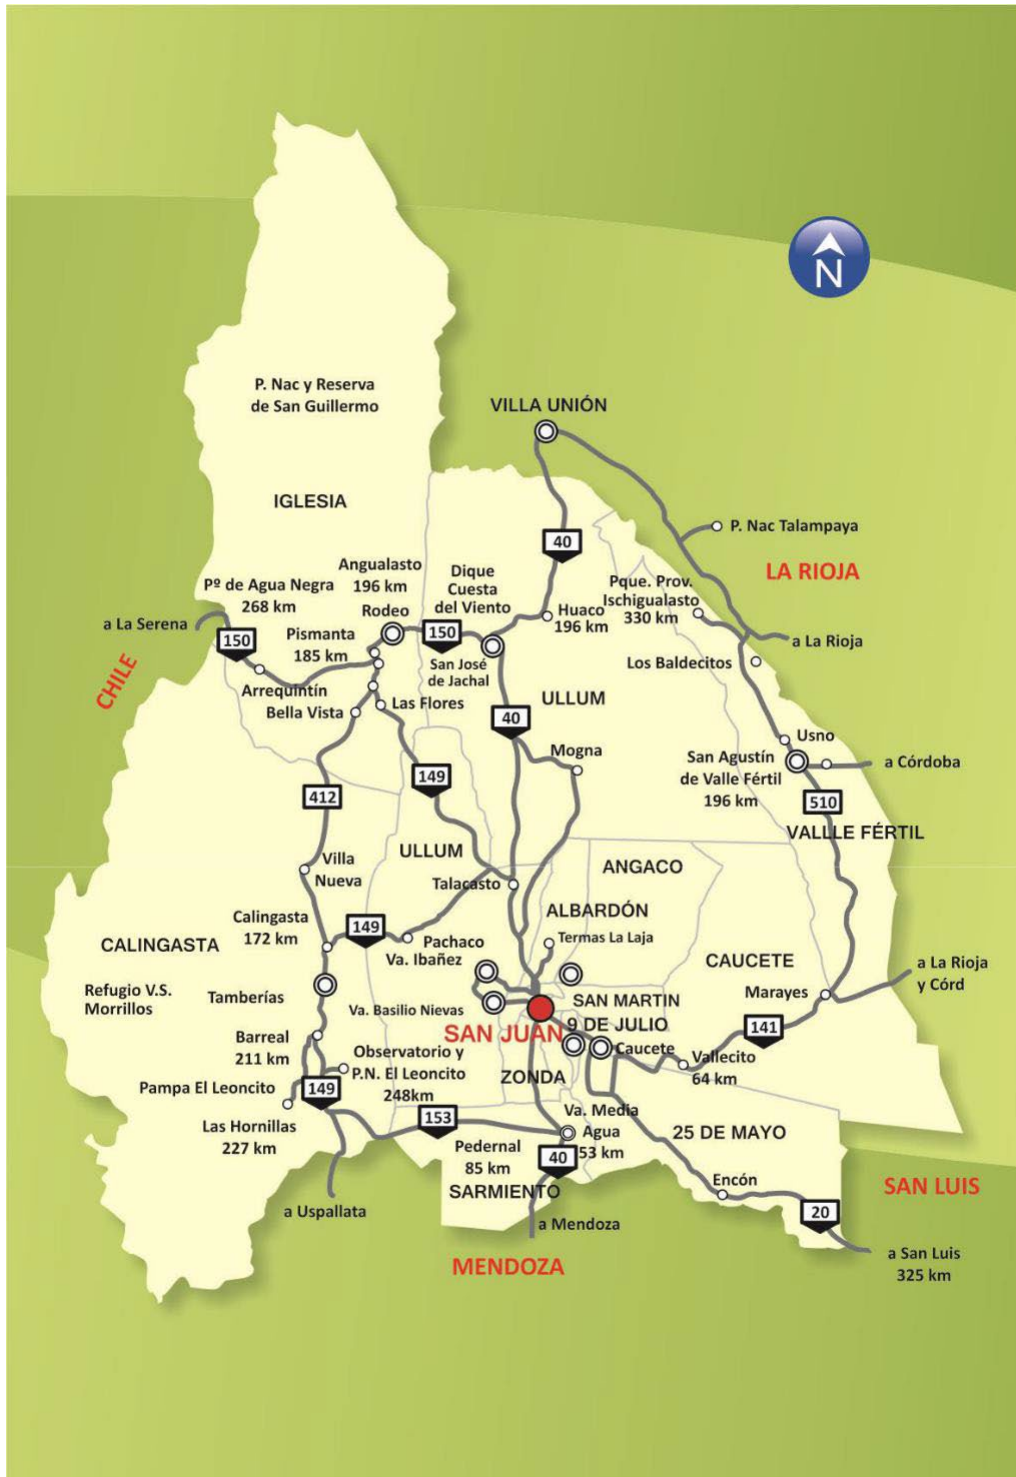 N
P. Nac y Reserva
de San Guillermo
VILLA UNIÓN
IGLESIA
P. Nac Talampaya
40
LA RIOJA
Angualasto
196 km
Dique
Cuesta
del Viento
Pque. Prov.
Ischigualasto
330 km
Pº de Agua Negra
268 km
Rodeo
Huaco
196 km
a La Serena
150
Pismanta
185 km
150
a La Rioja
San José
de Jachal
Los Baldecitos
CHILE
Arrequintín
Bella Vista
Las Flores
ULLUM
40
Usno
Mogna
San Agustín
de Valle Fértil
196 km
a Córdoba
149
412
510
VALLLE FÉRTIL
ULLUM
Villa
Nueva
ANGACO
Talacasto
ALBARDÓN
Calingasta
172 km
149
Termas La Laja
CALINGASTA
Pachaco
Va. Ibañez
CAUCETE
a La Rioja
y Córd
Refugio V.S.
Morrillos
Tamberías
Marayes
SAN MARTIN
Va. Basilio Nievas
SAN JUAN
9 DE JULIO
141
Barreal
211 km
Observatorio y
P.N. El Leoncito
248km
Caucete
Vallecito
64 km
ZONDA
Pampa El Leoncito
149
Las Hornillas
227 km
153
Va. Media
Agua
53 km
25 DE MAYO
Pedernal
85 km
40
SARMIENTO
Encón
SAN LUIS
a Uspallata
20
a Mendoza
a San Luis
325 km
MENDOZA